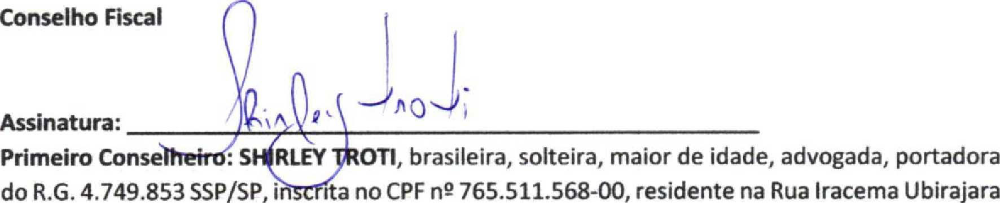 Conselho Fiscal
Shirley Troti
Assinatura:
Primeiro Conselheiro: SHIRLEY TROTI, brasileira, solteira, maior de idade, advogada, portadora
do R.G. 4.749.853 SSP/SP, inscrita no CPF nº 765.511.568-00, residente na Rua Iracema Ubirajara